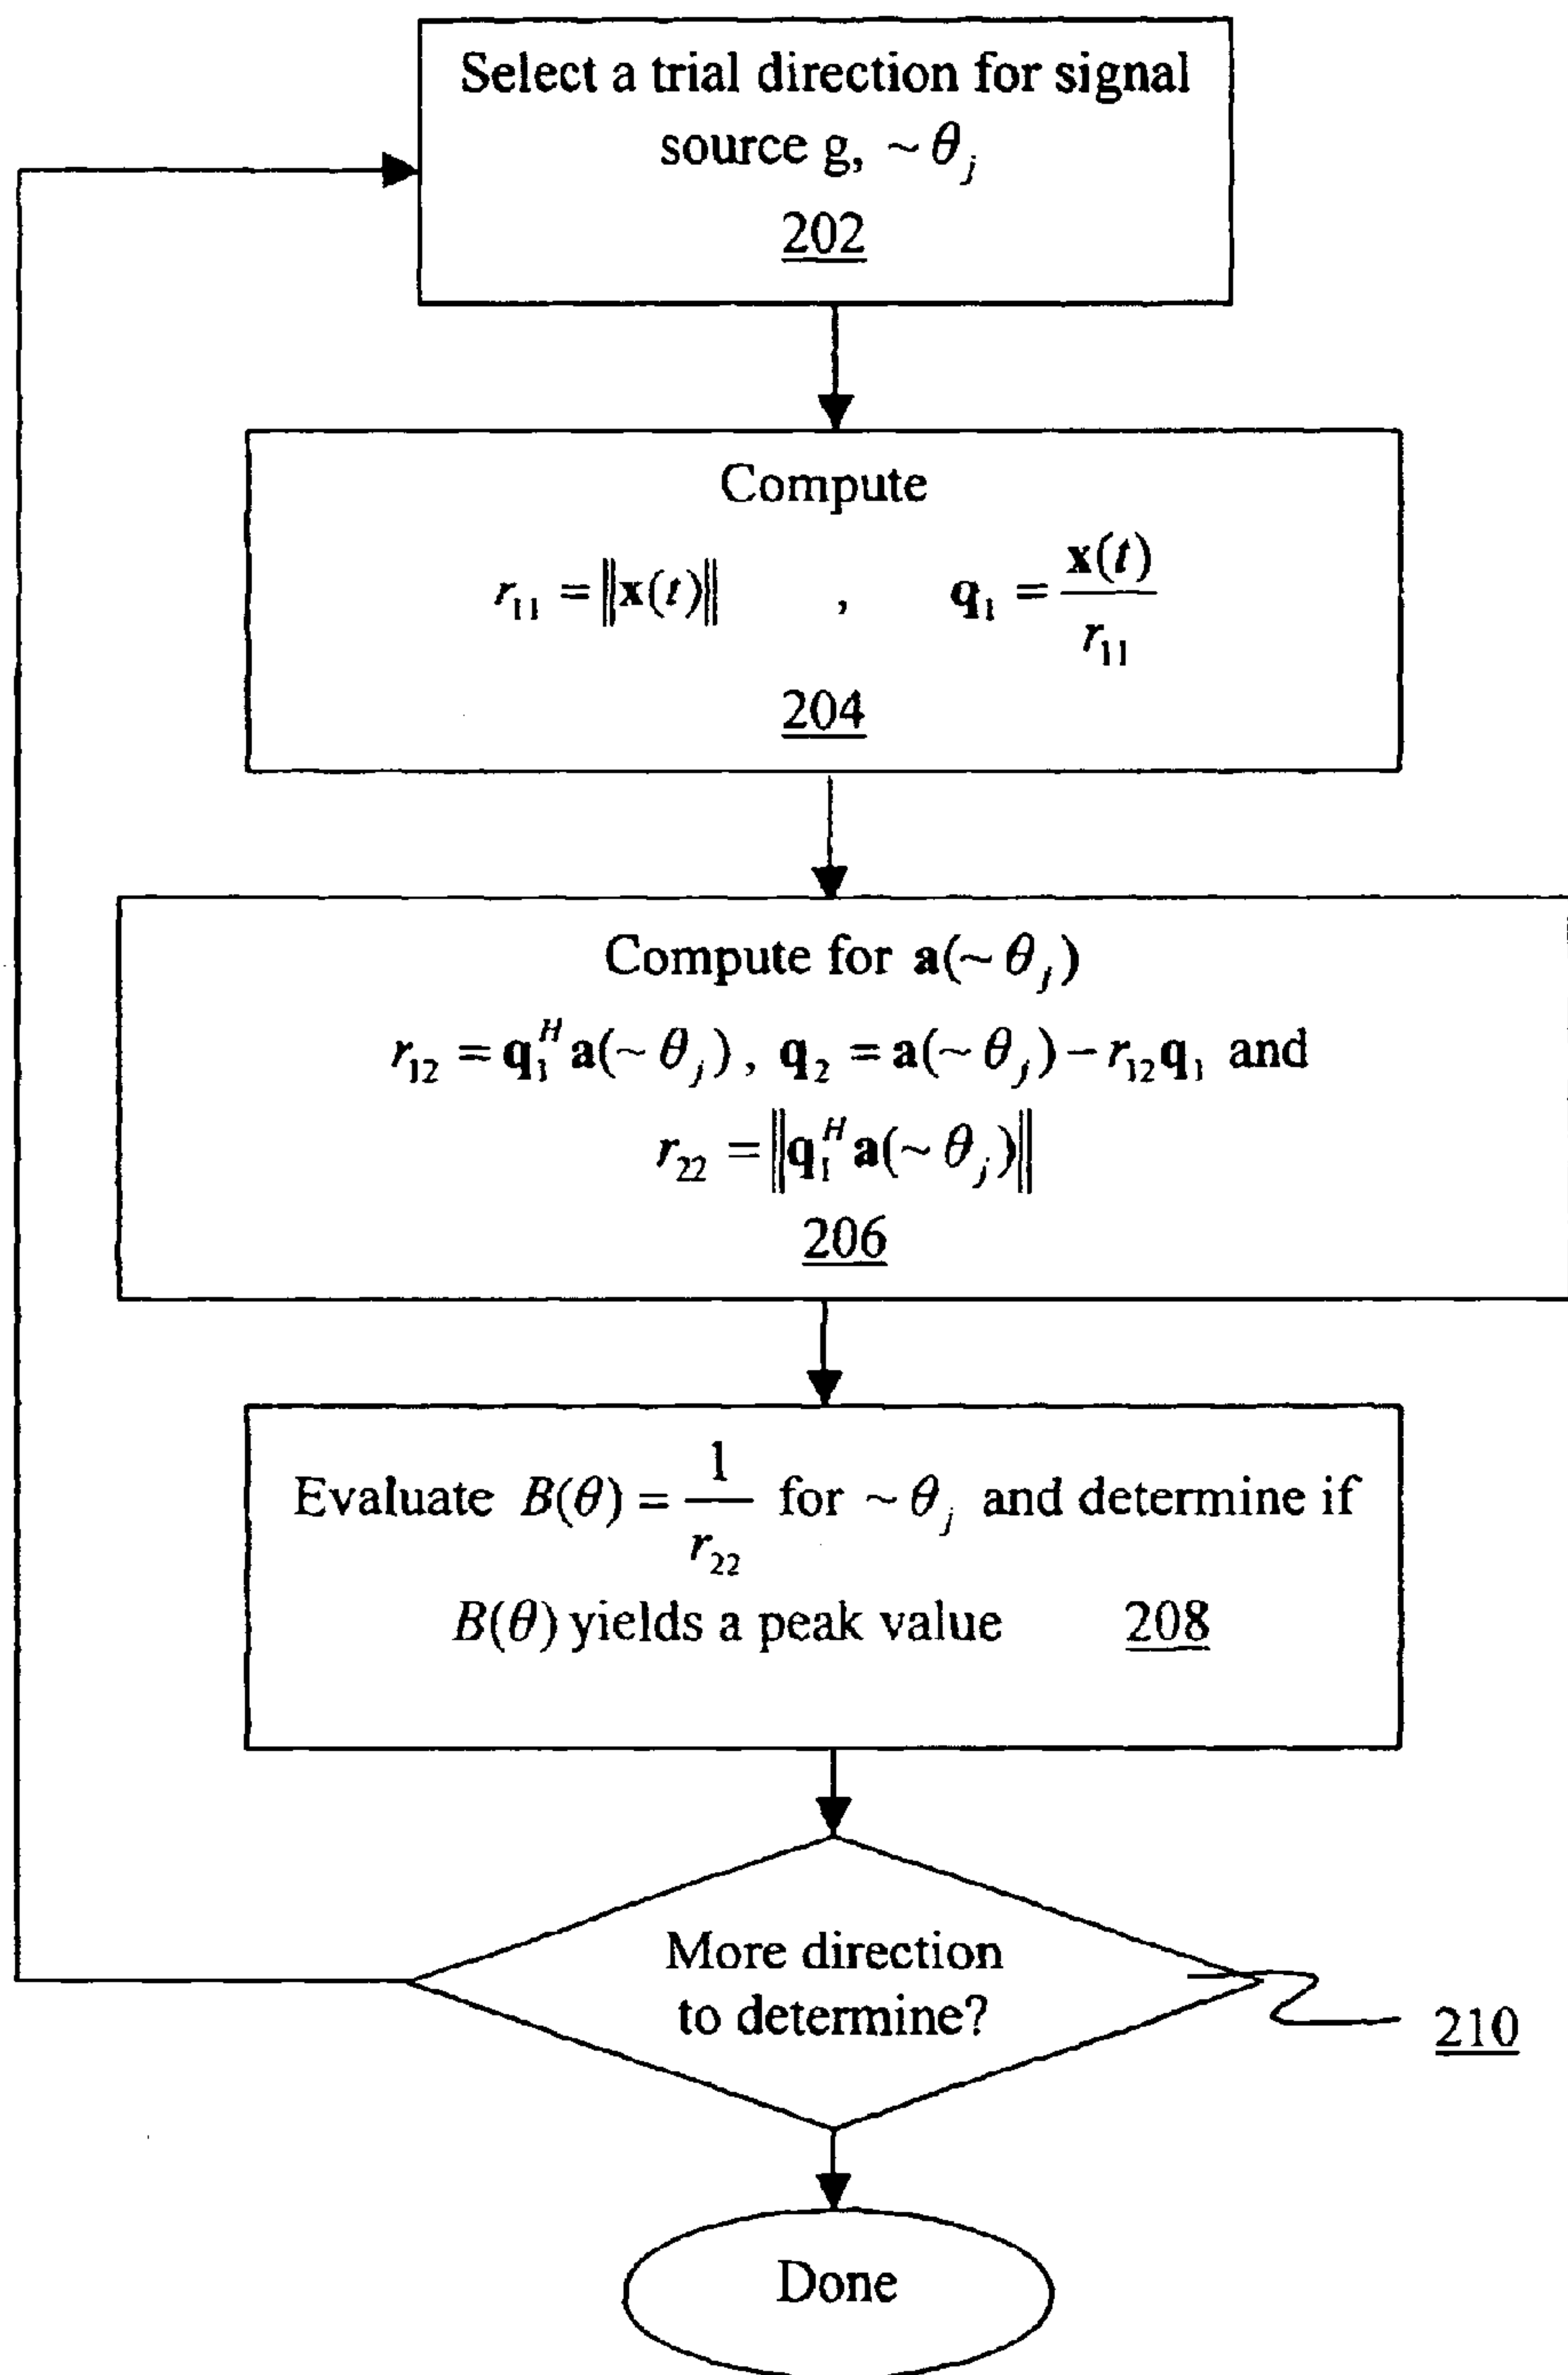 Select a trial direction for signal
source g, ~ θ_j
202
Compute
r_11 = ‖x(t)‖ , q_1 = x(t) / r_11
204
Compute for a(~ θ_j)
r_12 = q_1^H a(~ θ_j), q_2 = a(~ θ_j) − r_12 q_1 and
r_22 = ‖q_1^H a(~ θ_j)‖
206
Evaluate B(θ) = 1 / r_22 for ~ θ_j and determine if
B(θ) yields a peak value 208
More direction
to determine?
210
Done